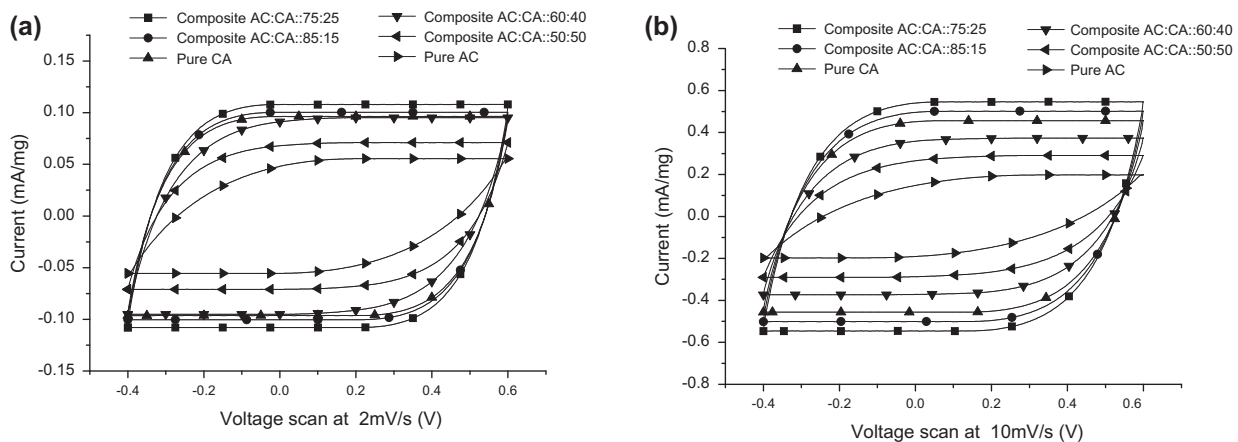 (a)
Composite AC:CA::75:25
Composite AC:CA::60:40
Composite AC:CA::85:15
Composite AC:CA::50:50
Pure CA
Pure AC
0.15
0.10
0.05
0.00
-0.05
-0.10
-0.15
Current (mA/mg)
-0.4
-0.2
0.0
0.2
0.4
0.6
Voltage scan at 2mV/s (V)
(b)
Composite AC:CA::75:25
Composite AC:CA::60:40
Composite AC:CA::85:15
Composite AC:CA::50:50
Pure CA
Pure AC
0.8
0.6
0.4
0.2
0.0
-0.2
-0.4
-0.6
-0.8
Current (mA/mg)
-0.4
-0.2
0.0
0.2
0.4
0.6
Voltage scan at 10mV/s (V)